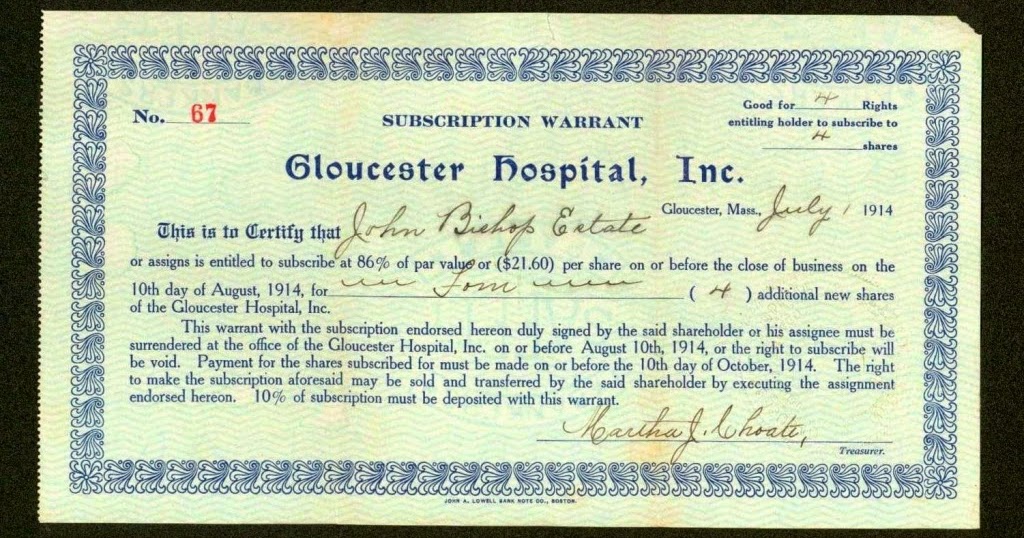 No. 67
SUBSCRIPTION WARRANT
Good for 4 Rights
entitling holder to subscribe to
4 shares
Gloucester Hospital, Inc.
Gloucester, Mass., July 1 1914
This is to Certify that John Bishop Estate
or assigns is entitled to subscribe at 86% of par value or ($21.60) per share on or before the close of business on the
10th day of August, 1914, for Four ( 4 ) additional new shares
of the Gloucester Hospital, Inc.
This warrant with the subscription endorsed hereon duly signed by the said shareholder or his assignee must be
surrendered at the office of the Gloucester Hospital, Inc. on or before August 10th, 1914, or the right to subscribe will
be void. Payment for the shares subscribed for must be made on or before the 10th day of October, 1914. The right
to make the subscription aforesaid may be sold and transferred by the said shareholder by executing the assignment
endorsed hereon. 10% of subscription must be deposited with this warrant.
Martha J. Choate,
Treasurer.
JOHN A. LOWELL BANK NOTE CO., BOSTON.